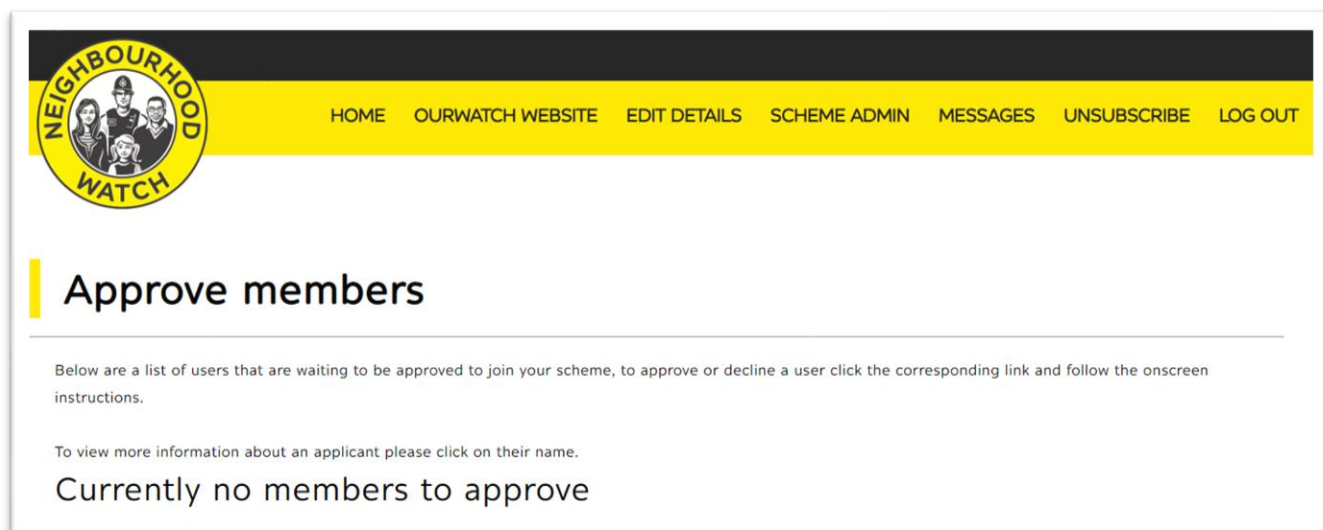 NEIGHBOURHOOD
WATCH
HOME OURWATCH WEBSITE EDIT DETAILS SCHEME ADMIN MESSAGES UNSUBSCRIBE LOG OUT
Approve members
Below are a list of users that are waiting to be approved to join your scheme, to approve or decline a user click the corresponding link and follow the onscreen
instructions.
To view more information about an applicant please click on their name.
Currently no members to approve